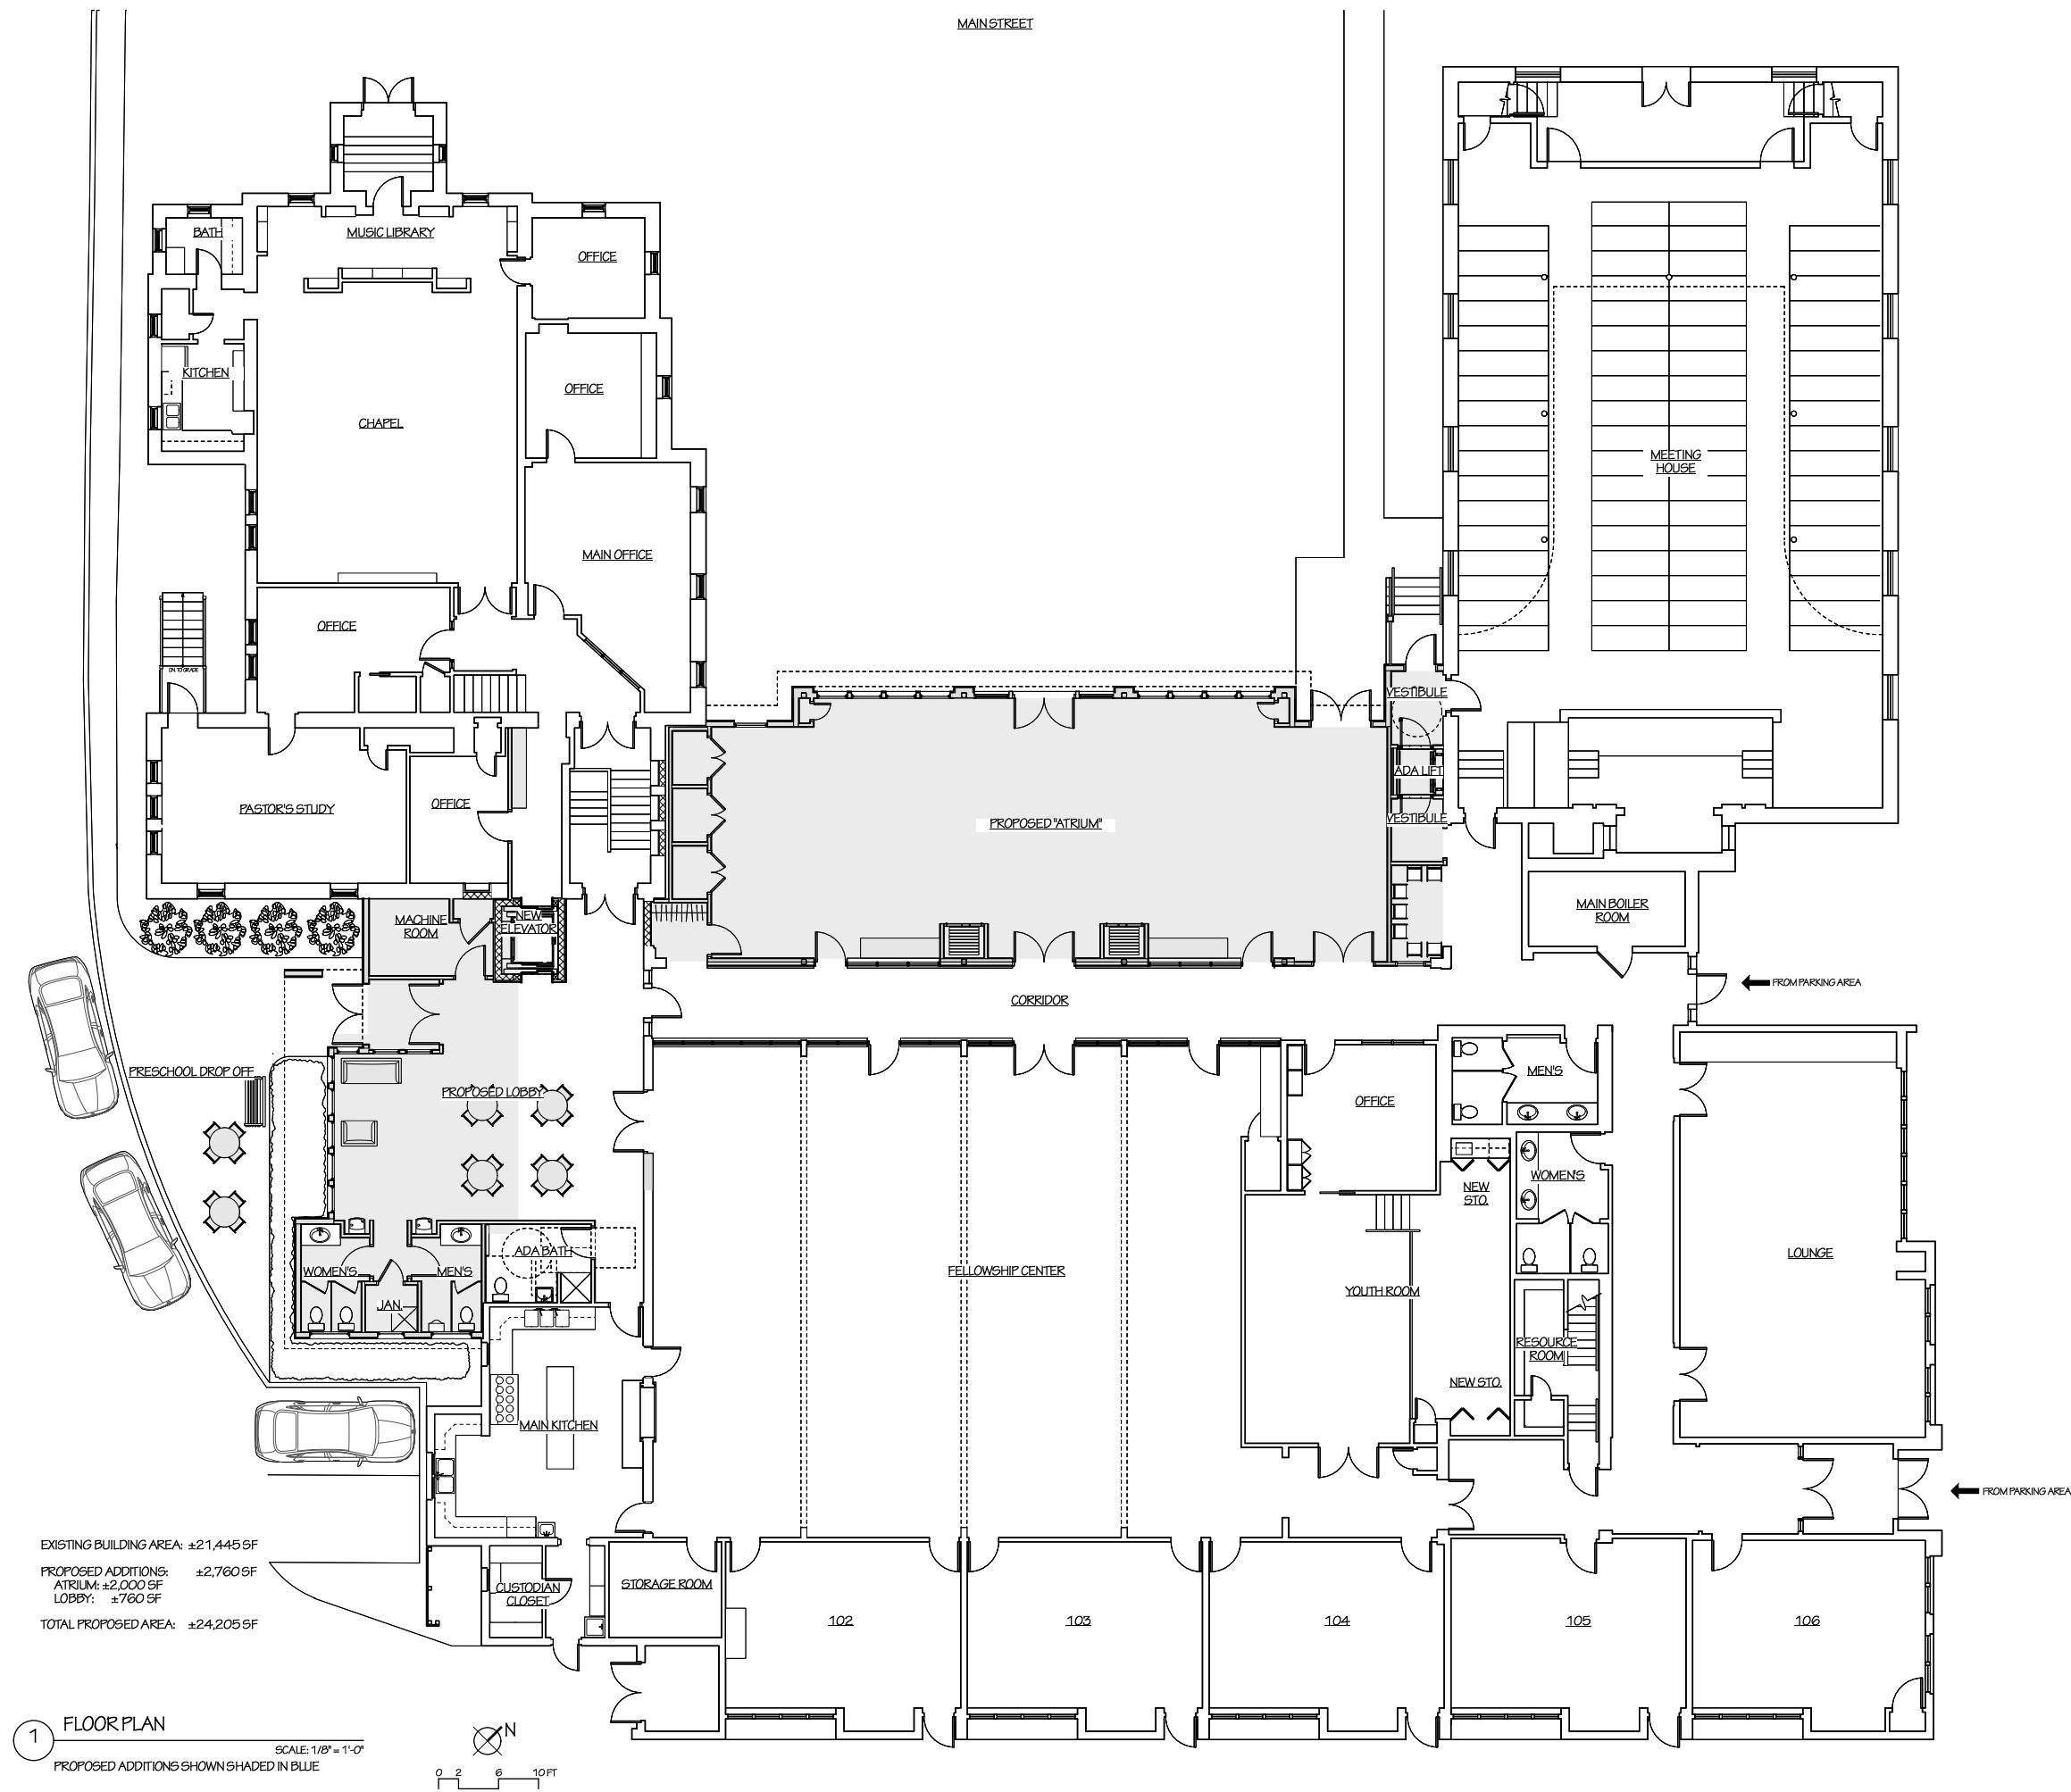 MAIN STREET
BATH
MUSIC LIBRARY
OFFICE
KITCHEN
OFFICE
CHAPEL
MEETING
HOUSE
MAIN OFFICE
OFFICE
DN. TO GRADE
VESTIBULE
ADA LIFT
PASTOR'S STUDY
OFFICE
PROPOSED "ATRIUM"
VESTIBULE
MACHINE
ROOM
NEW
ELEVATOR
MAIN BOILER
ROOM
FROM PARKING AREA
CORRIDOR
PRESCHOOL DROP OFF
PROPOSED LOBBY
OFFICE
MEN'S
WOMEN'S
NEW
STO.
WOMEN'S
MEN'S
ADA BATH
JAN.
FELLOWSHIP CENTER
YOUTH ROOM
LOUNGE
RESOURCE
ROOM
NEW STO.
MAIN KITCHEN
FROM PARKING AREA
EXISTING BUILDING AREA: ±21,445 SF
PROPOSED ADDITIONS: ±2,760 SF
ATRIUM: ±2,000 SF
LOBBY: ±760 SF
TOTAL PROPOSED AREA: ±24,205 SF
CUSTODIAN
CLOSET
STORAGE ROOM
102
103
104
105
106
1
FLOOR PLAN
SCALE: 1/8" = 1'-0"
PROPOSED ADDITIONS SHOWN SHADED IN BLUE
N
0 2 6 10 FT